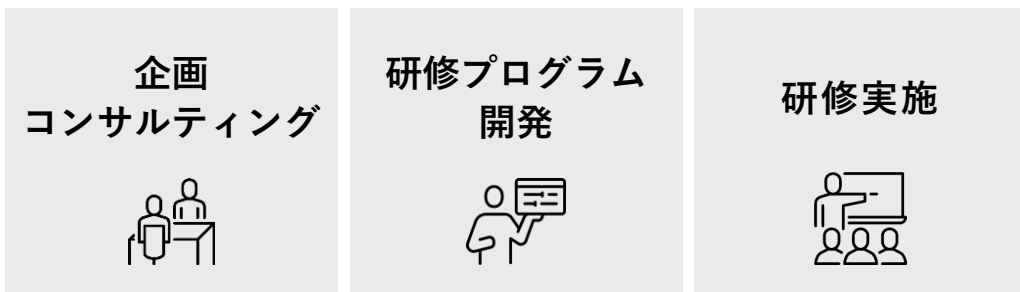 企画
コンサルティング
研修プログラム
開発
研修実施